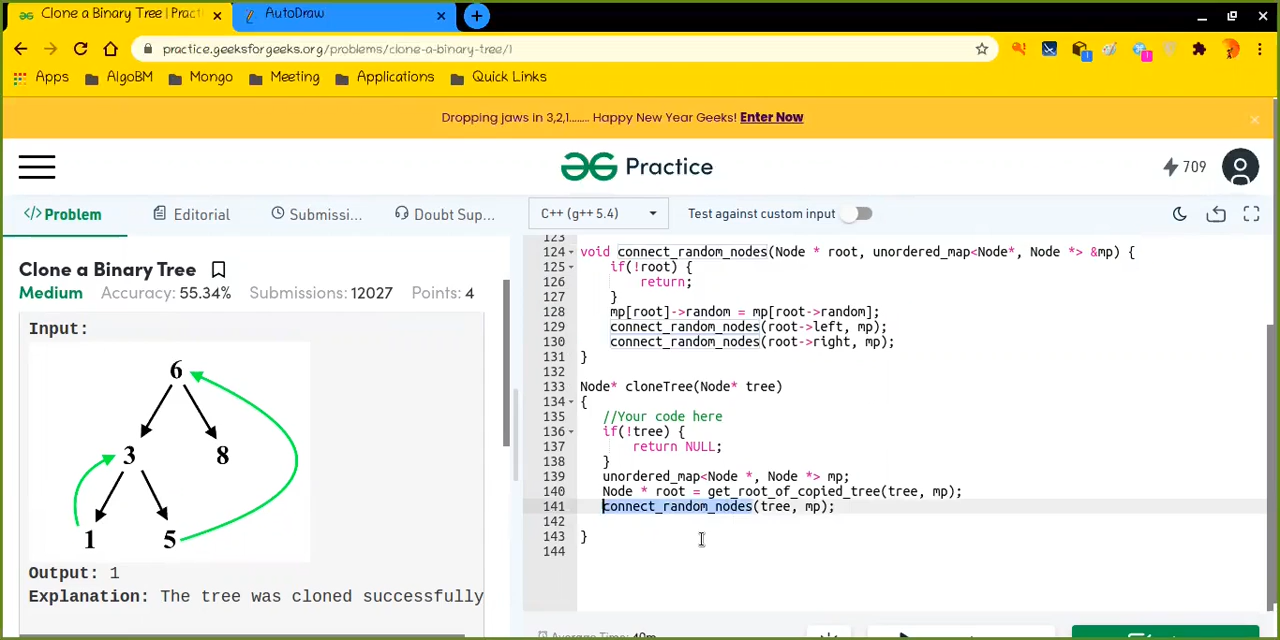 Clone a Binary Tree | Pract
AutoDraw
practice.geeksforgeeks.org/problems/clone-a-binary-tree/1
Apps AlgoBM Mongo Meeting Applications Quick Links
Dropping jaws in 3,2,1........ Happy New Year Geeks! Enter Now
Practice
709
</> Problem Editorial Submissi... Doubt Sup...
C++ (g++ 5.4) Test against custom input
Clone a Binary Tree
Medium Accuracy: 55.34% Submissions: 12027 Points: 4
Input:
6
3 8
1 5
Output: 1
Explanation: The tree was cloned successfully
123
124 void connect_random_nodes(Node * root, unordered_map<Node*, Node *> &mp) {
125 if(!root) {
126 return;
127 }
128 mp[root]->random = mp[root->random];
129 connect_random_nodes(root->left, mp);
130 connect_random_nodes(root->right, mp);
131 }
132
133 Node* cloneTree(Node* tree)
134 {
135 //Your code here
136 if(!tree) {
137 return NULL;
138 }
139 unordered_map<Node *, Node *> mp;
140 Node * root = get_root_of_copied_tree(tree, mp);
141 connect_random_nodes(tree, mp);
142
143 }
144
Average Time: 40m